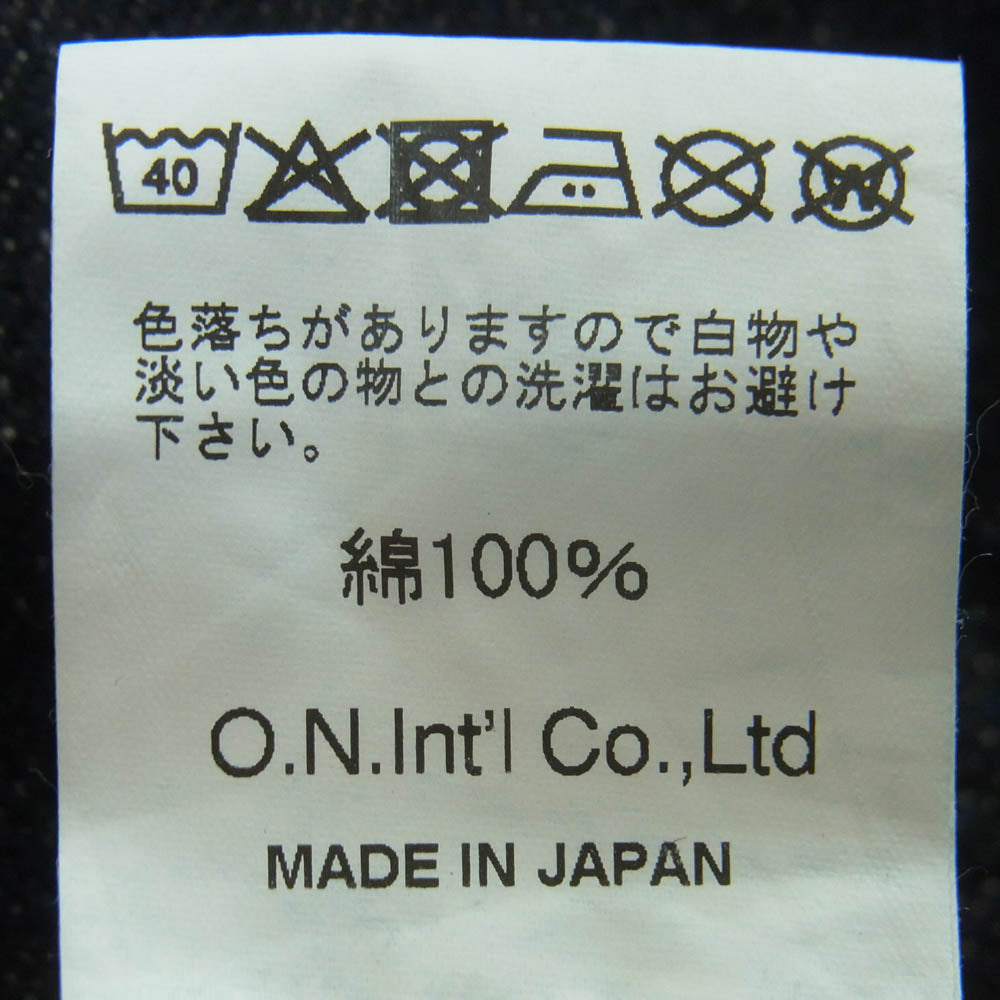 40
色落ちがありますので白物や
淡い色の物との洗濯はお避け
下さい。
綿100%
O.N.Int'l Co.,Ltd
MADE IN JAPAN